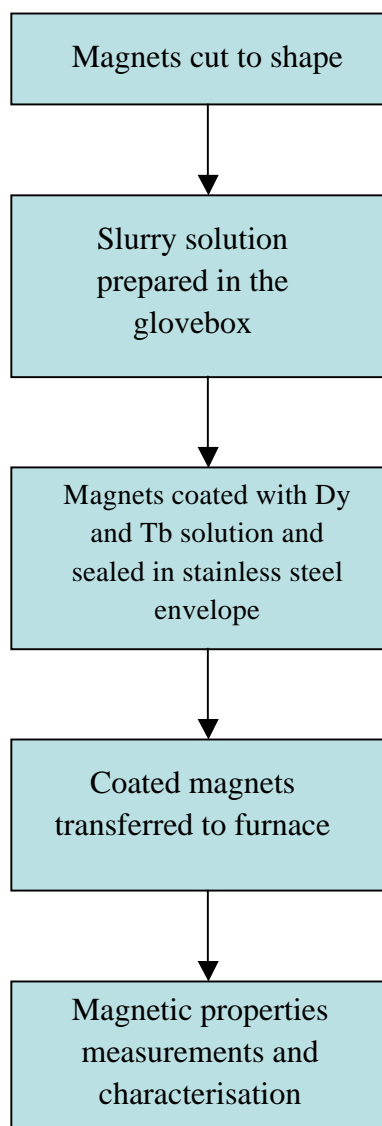 Magnets cut to shape
Slurry solution
prepared in the
glovebox
Magnets coated with Dy
and Tb solution and
sealed in stainless steel
envelope
Coated magnets
transferred to furnace
Magnetic properties
measurements and
characterisation